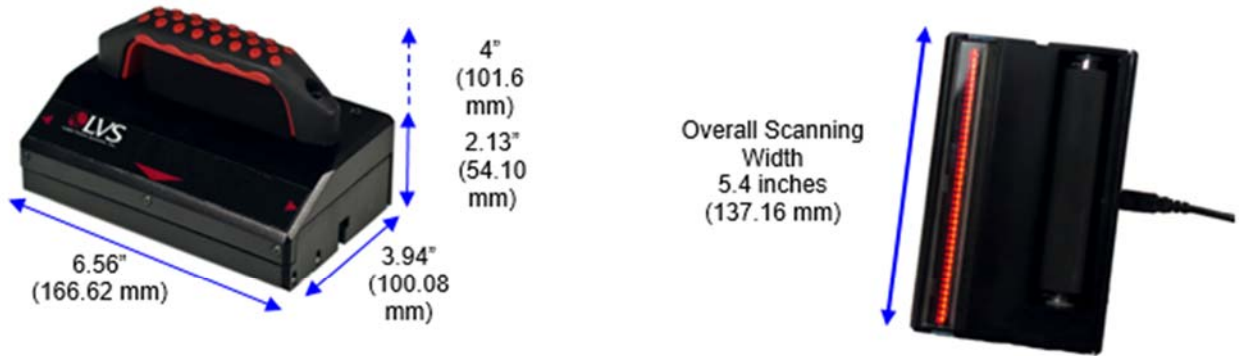 4”
(101.6
mm)
2.13”
(54.10
mm)
LVS
6.56”
(166.62 mm)
3.94”
(100.08
mm)
Overall Scanning
Width
5.4 inches
(137.16 mm)